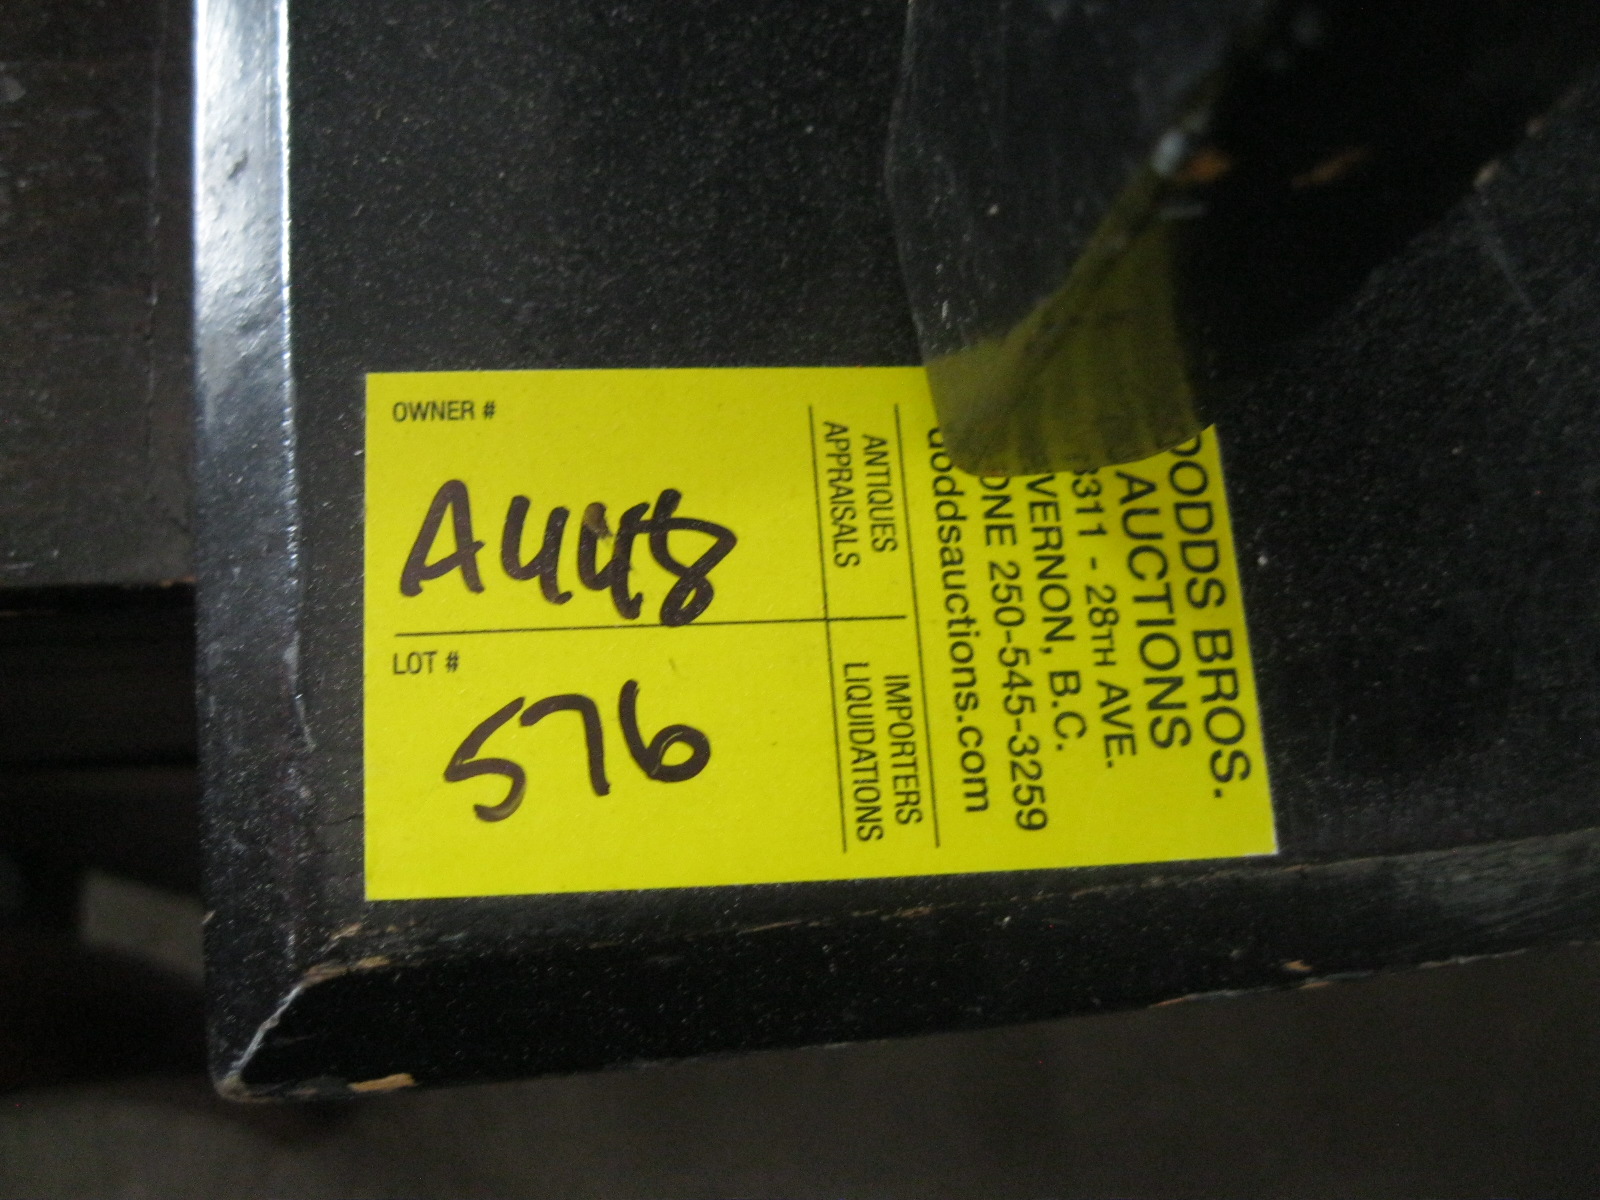 OWNER #
A448
LOT #
576
ANTIQUES
APPRAISALS
IMPORTERS
LIQUIDATIONS
DODDS BROS.
AUCTIONS
3311 - 28TH AVE.
VERNON, B.C.
250-545-3259
doddsauctions.com